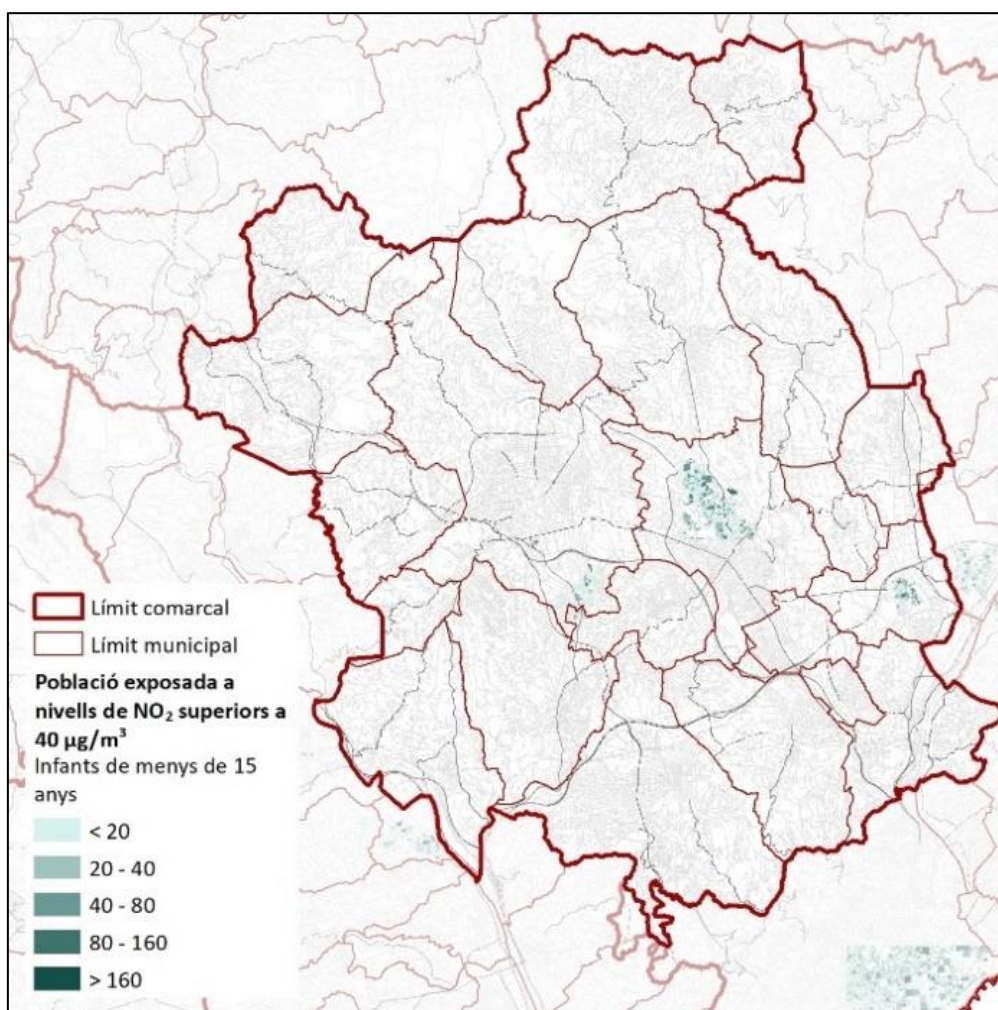 Límit comarcal
Límit municipal
Població exposada a
nivells de NO₂ superiors a
40 µg/m³
Infants de menys de 15
anys
< 20
20 - 40
40 - 80
80 - 160
> 160